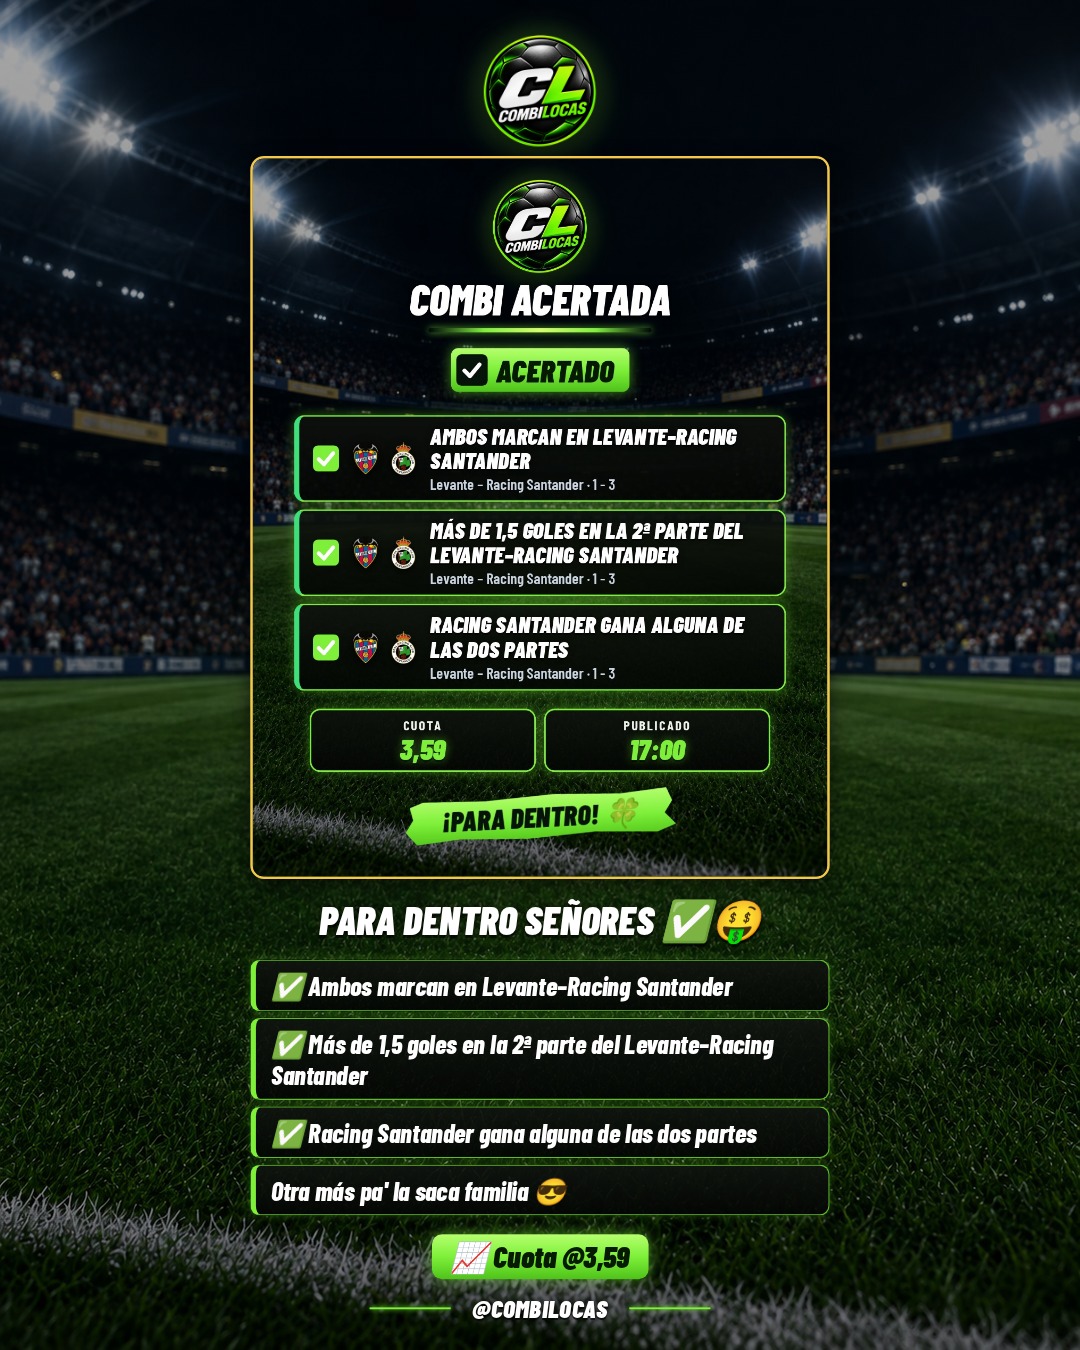 CL
COMBILOCAS
CL
COMBILOCAS
COMBI ACERTADA
✅ ACERTADO
✅ AMBOS MARCAN EN LEVANTE-RACING
SANTANDER
Levante - Racing Santander · 1 - 3
✅ MÁS DE 1,5 GOLES EN LA 2ª PARTE DEL
LEVANTE-RACING SANTANDER
Levante - Racing Santander · 1 - 3
✅ RACING SANTANDER GANA ALGUNA DE
LAS DOS PARTES
Levante - Racing Santander · 1 - 3
CUOTA
3,59
PUBLICADO
17:00
¡PARA DENTRO! 🍀
PARA DENTRO SEÑORES ✅🤑
✅ Ambos marcan en Levante-Racing Santander
✅ Más de 1,5 goles en la 2ª parte del Levante-Racing
Santander
✅ Racing Santander gana alguna de las dos partes
Otra más pa' la saca familia 😎
📈 Cuota @3,59
@COMBILOCAS